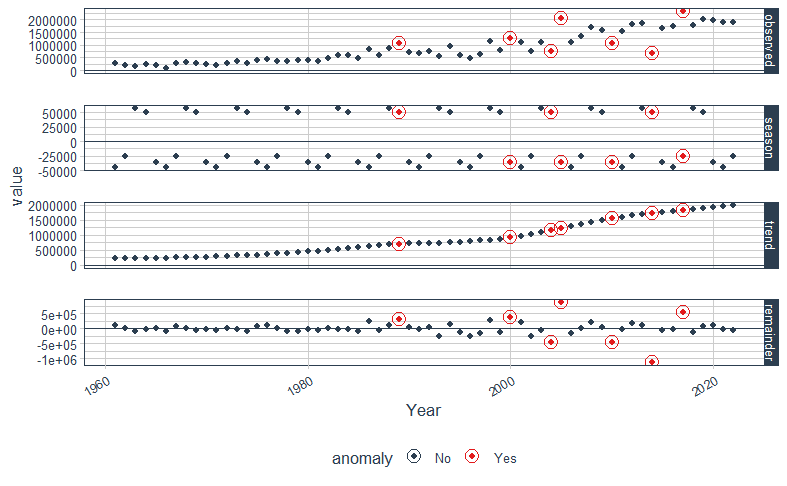 2000000
1500000
1000000
500000
0
observed
50000
25000
0
-25000
-50000
season
value
2000000
1500000
1000000
500000
0
trend
5e+05
0e+00
-5e+05
-1e+06
remainder
1960
1980
2000
2020
Year
anomaly No Yes